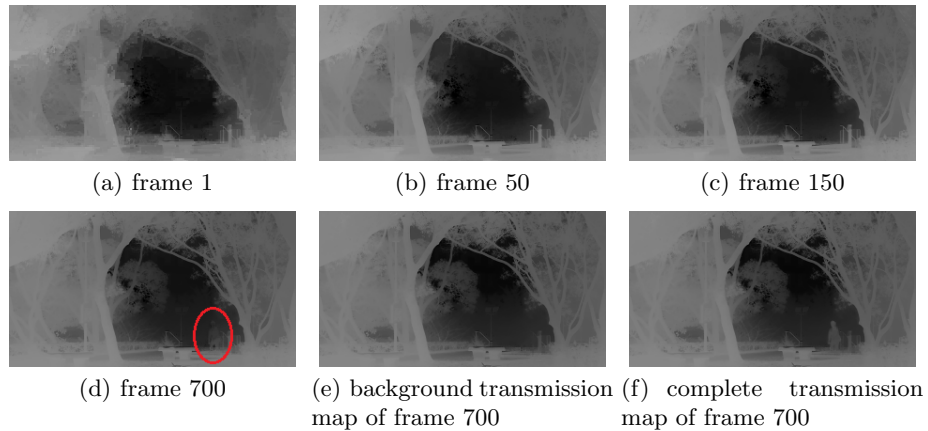 (a) frame 1
(b) frame 50
(c) frame 150
(d) frame 700
(e) background transmission
map of frame 700
(f) complete transmission
map of frame 700